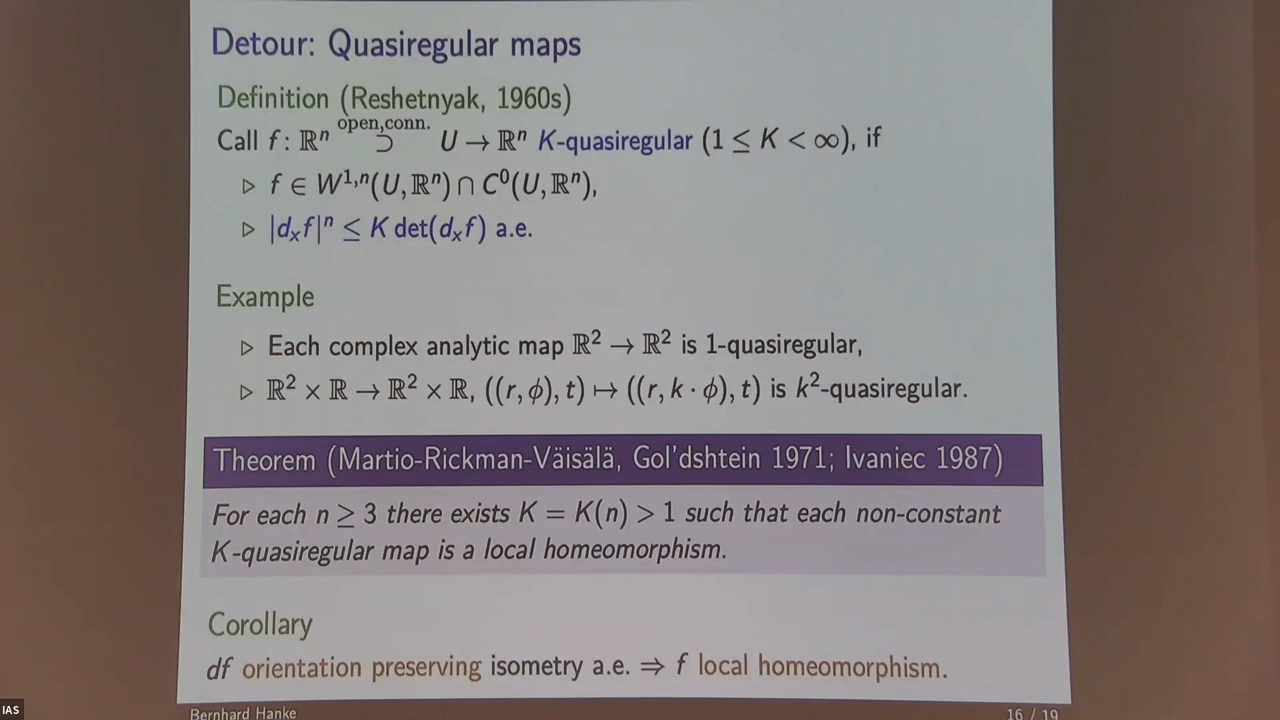 Detour: Quasiregular maps
Definition (Reshetnyak, 1960s)
Call f: ℝⁿ ⊃ (open,conn.) U → ℝⁿ K-quasiregular (1 ≤ K < ∞), if
▷ f ∈ W^{1,n}(U, ℝⁿ) ∩ C⁰(U, ℝⁿ),
▷ |dₓf|ⁿ ≤ K det(dₓf) a.e.
Example
▷ Each complex analytic map ℝ² → ℝ² is 1-quasiregular,
▷ ℝ² × ℝ → ℝ² × ℝ, ((r, ϕ), t) ↦ ((r, k · ϕ), t) is k²-quasiregular.
Theorem (Martio-Rickman-Väisälä, Gol'dshtein 1971; Ivaniec 1987)
For each n ≥ 3 there exists K = K(n) > 1 such that each non-constant
K-quasiregular map is a local homeomorphism.
Corollary
df orientation preserving isometry a.e. ⇒ f local homeomorphism.
IAS
Bernhard Hanke
16 / 19